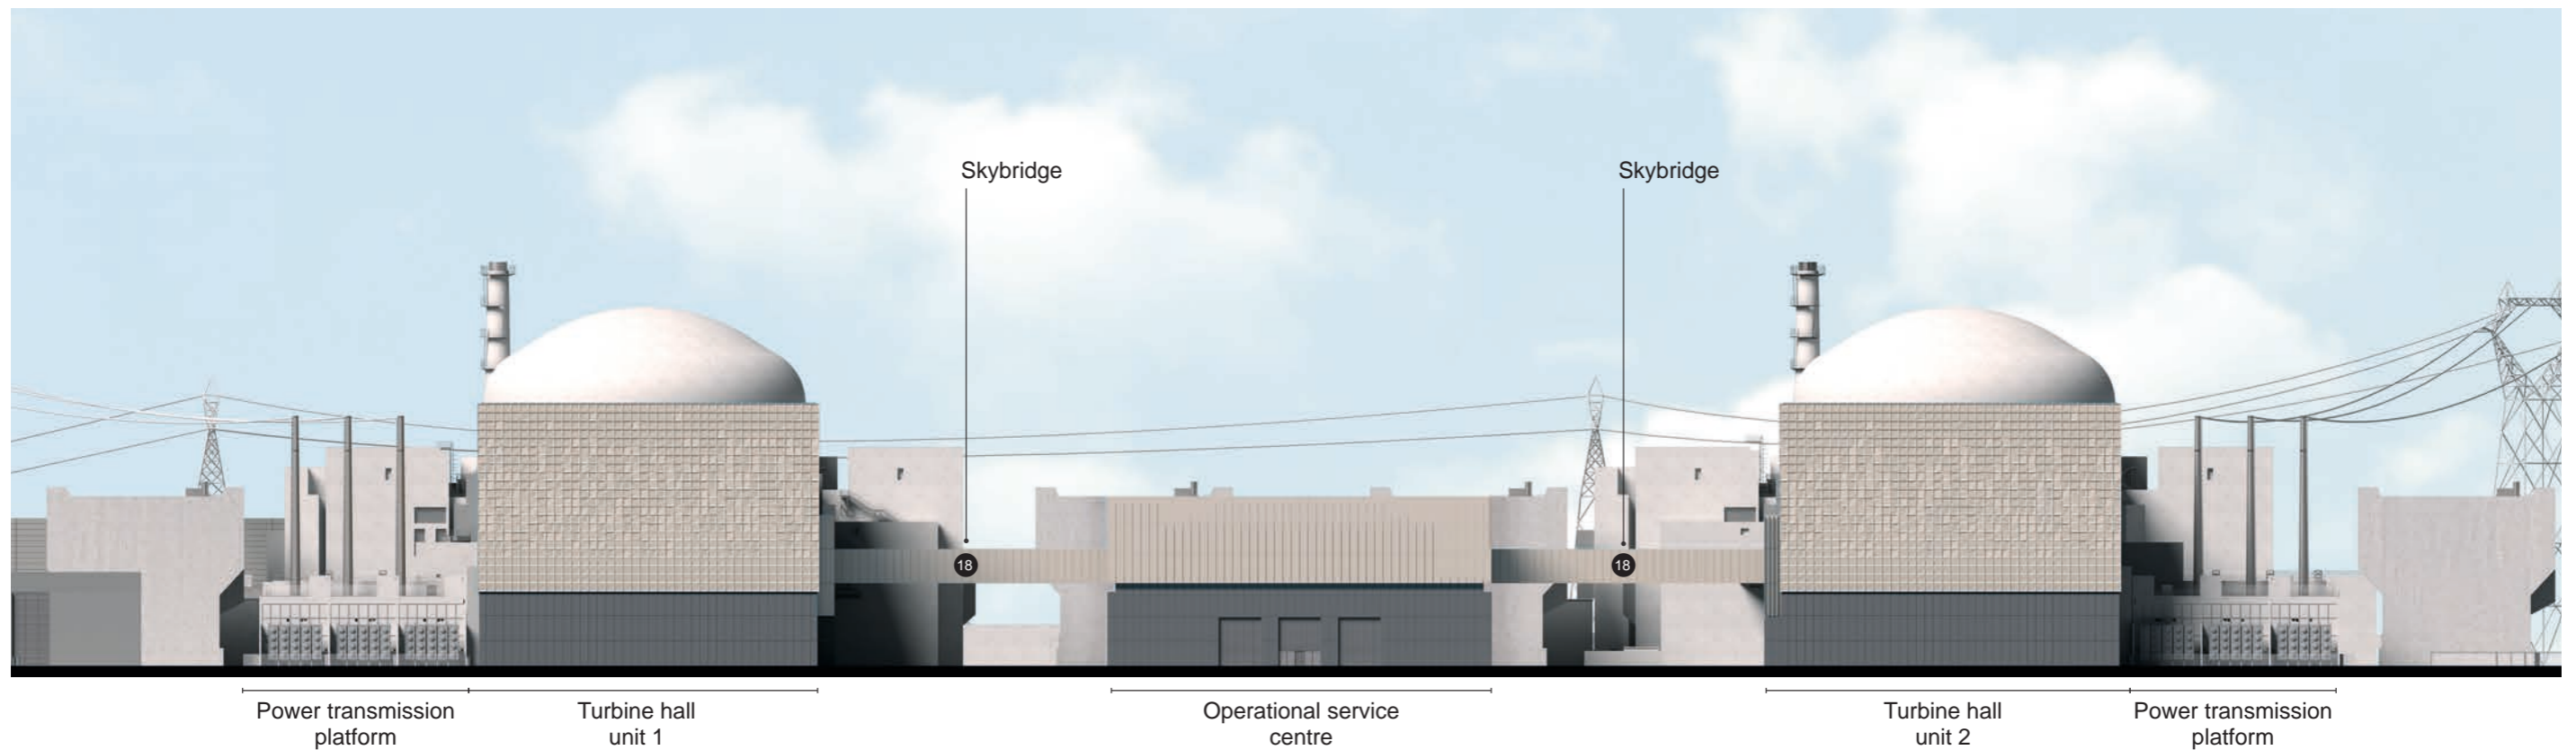 Skybridge
Skybridge
18
18
Power transmission
platform
Turbine hall
unit 1
Operational service
centre
Turbine hall
unit 2
Power transmission
platform